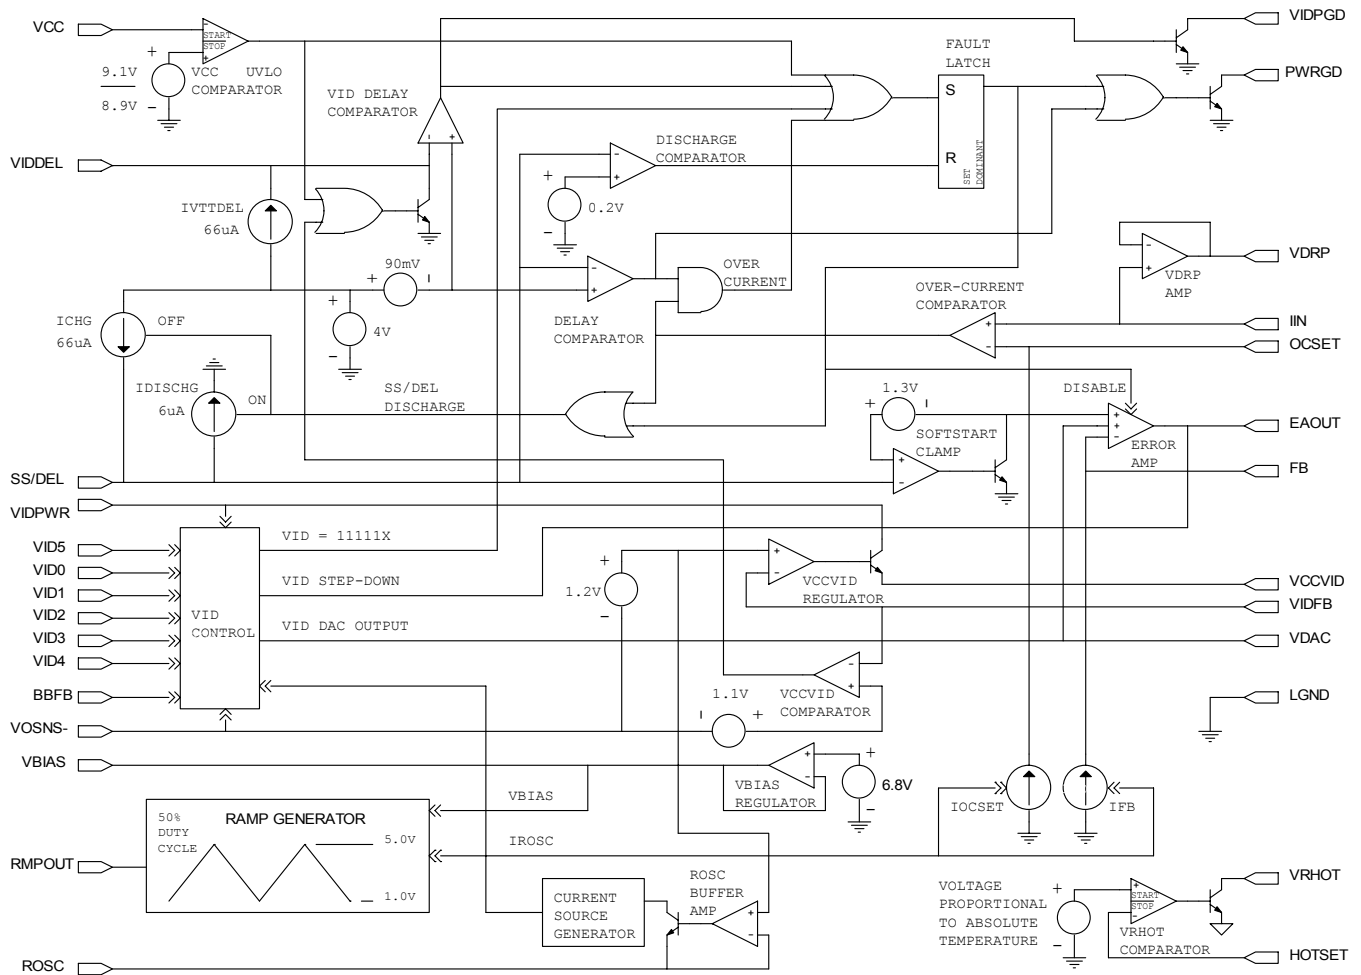 VCC
START
STOP
9.1V
8.9V
VCC UVLO
COMPARATOR
VID DELAY
COMPARATOR
VIDDEL
IVTTDEL
66uA
90mV
4V
ICHG
66uA
OFF
IDISCHG
6uA
ON
SS/DEL
DISCHARGE
DISCHARGE
COMPARATOR
0.2V
FAULT
LATCH
S
R
SET
DOMINANT
OVER
CURRENT
DELAY
COMPARATOR
OVER-CURRENT
COMPARATOR
VIDPGD
PWRGD
VDRP
AMP
VDRP
IIN
OCSET
1.3V
SOFTSTART
CLAMP
DISABLE
ERROR
AMP
EAOUT
FB
SS/DEL
VIDPWR
VID5
VID0
VID1
VID2
VID3
VID4
BBFB
VOSNS-
VID
CONTROL
VID = 11111X
VID STEP-DOWN
VID DAC OUTPUT
1.2V
VCCVID
REGULATOR
VCCVID
VIDFB
VDAC
VCCVID
COMPARATOR
1.1V
LGND
VBIAS
VBIAS
VBIAS
REGULATOR
6.8V
IOCSET
IFB
RMPOUT
50%
DUTY
CYCLE
RAMP GENERATOR
5.0V
1.0V
IROSC
CURRENT
SOURCE
GENERATOR
ROSC
BUFFER
AMP
ROSC
VOLTAGE
PROPORTIONAL
TO ABSOLUTE
TEMPERATURE
START
STOP
VRHOT
COMPARATOR
VRHOT
HOTSET